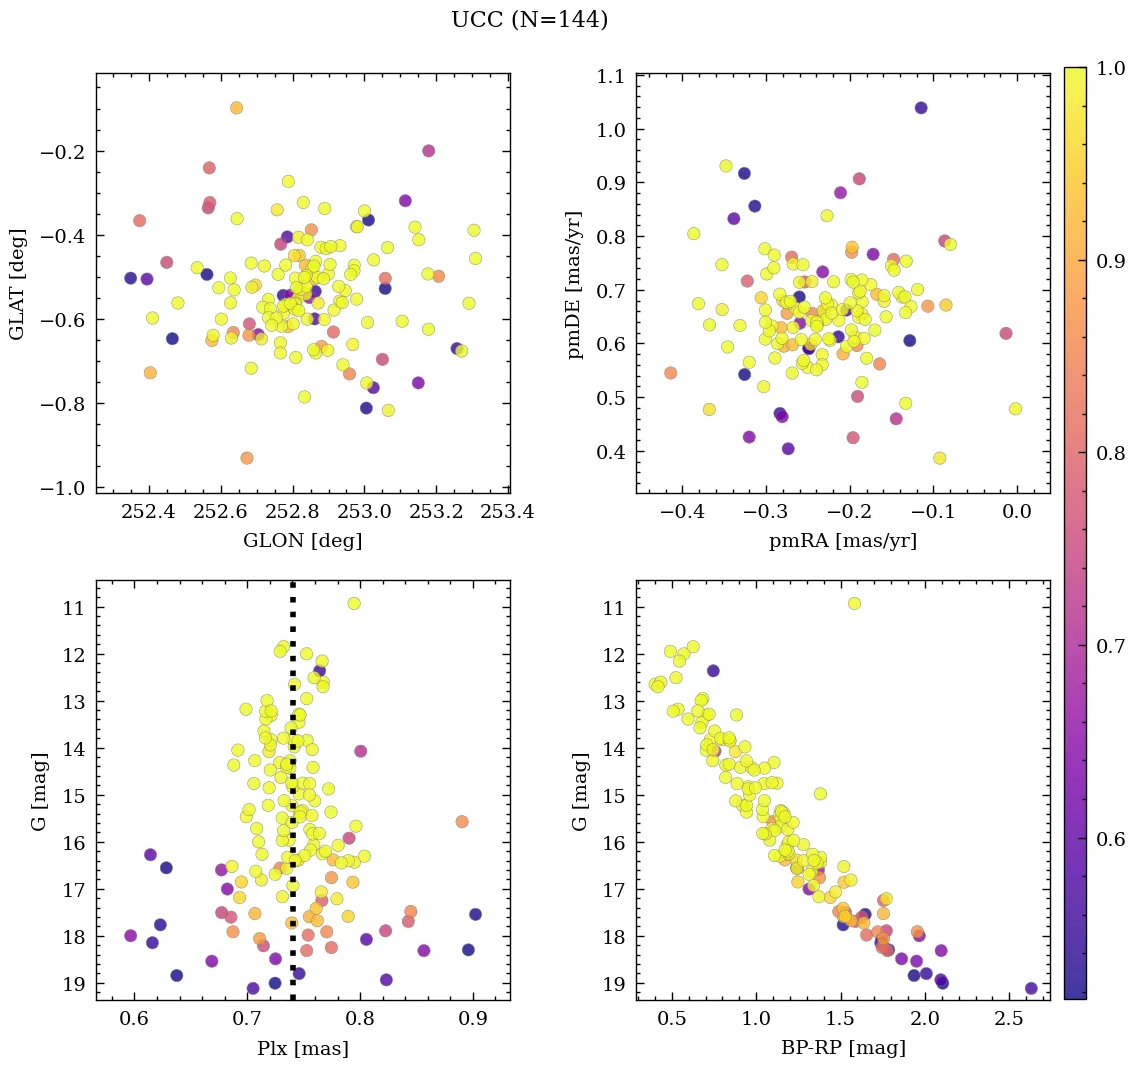 UCC (N=144)
−0.2
−0.4
−0.6
−0.8
−1.0
GLAT [deg]
252.4 252.6 252.8 253.0 253.2 253.4
GLON [deg]
1.1
1.0
0.9
0.8
0.7
0.6
0.5
0.4
pmDE [mas/yr]
−0.4 −0.3 −0.2 −0.1 0.0
pmRA [mas/yr]
1.0
0.9
0.8
0.7
0.6
11
12
13
14
15
16
17
18
19
G [mag]
0.6 0.7 0.8 0.9
Plx [mas]
11
12
13
14
15
16
17
18
19
G [mag]
0.5 1.0 1.5 2.0 2.5
BP-RP [mag]